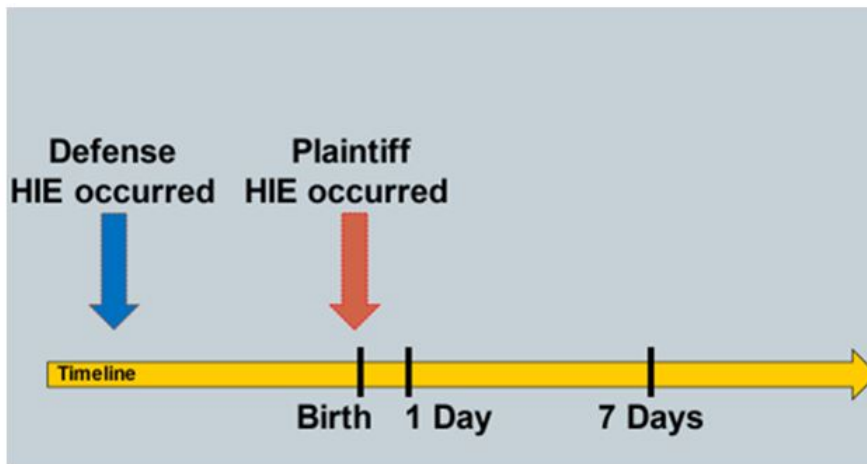 Defense
HIE occurred
Plaintiff
HIE occurred
Timeline
Birth
1 Day
7 Days